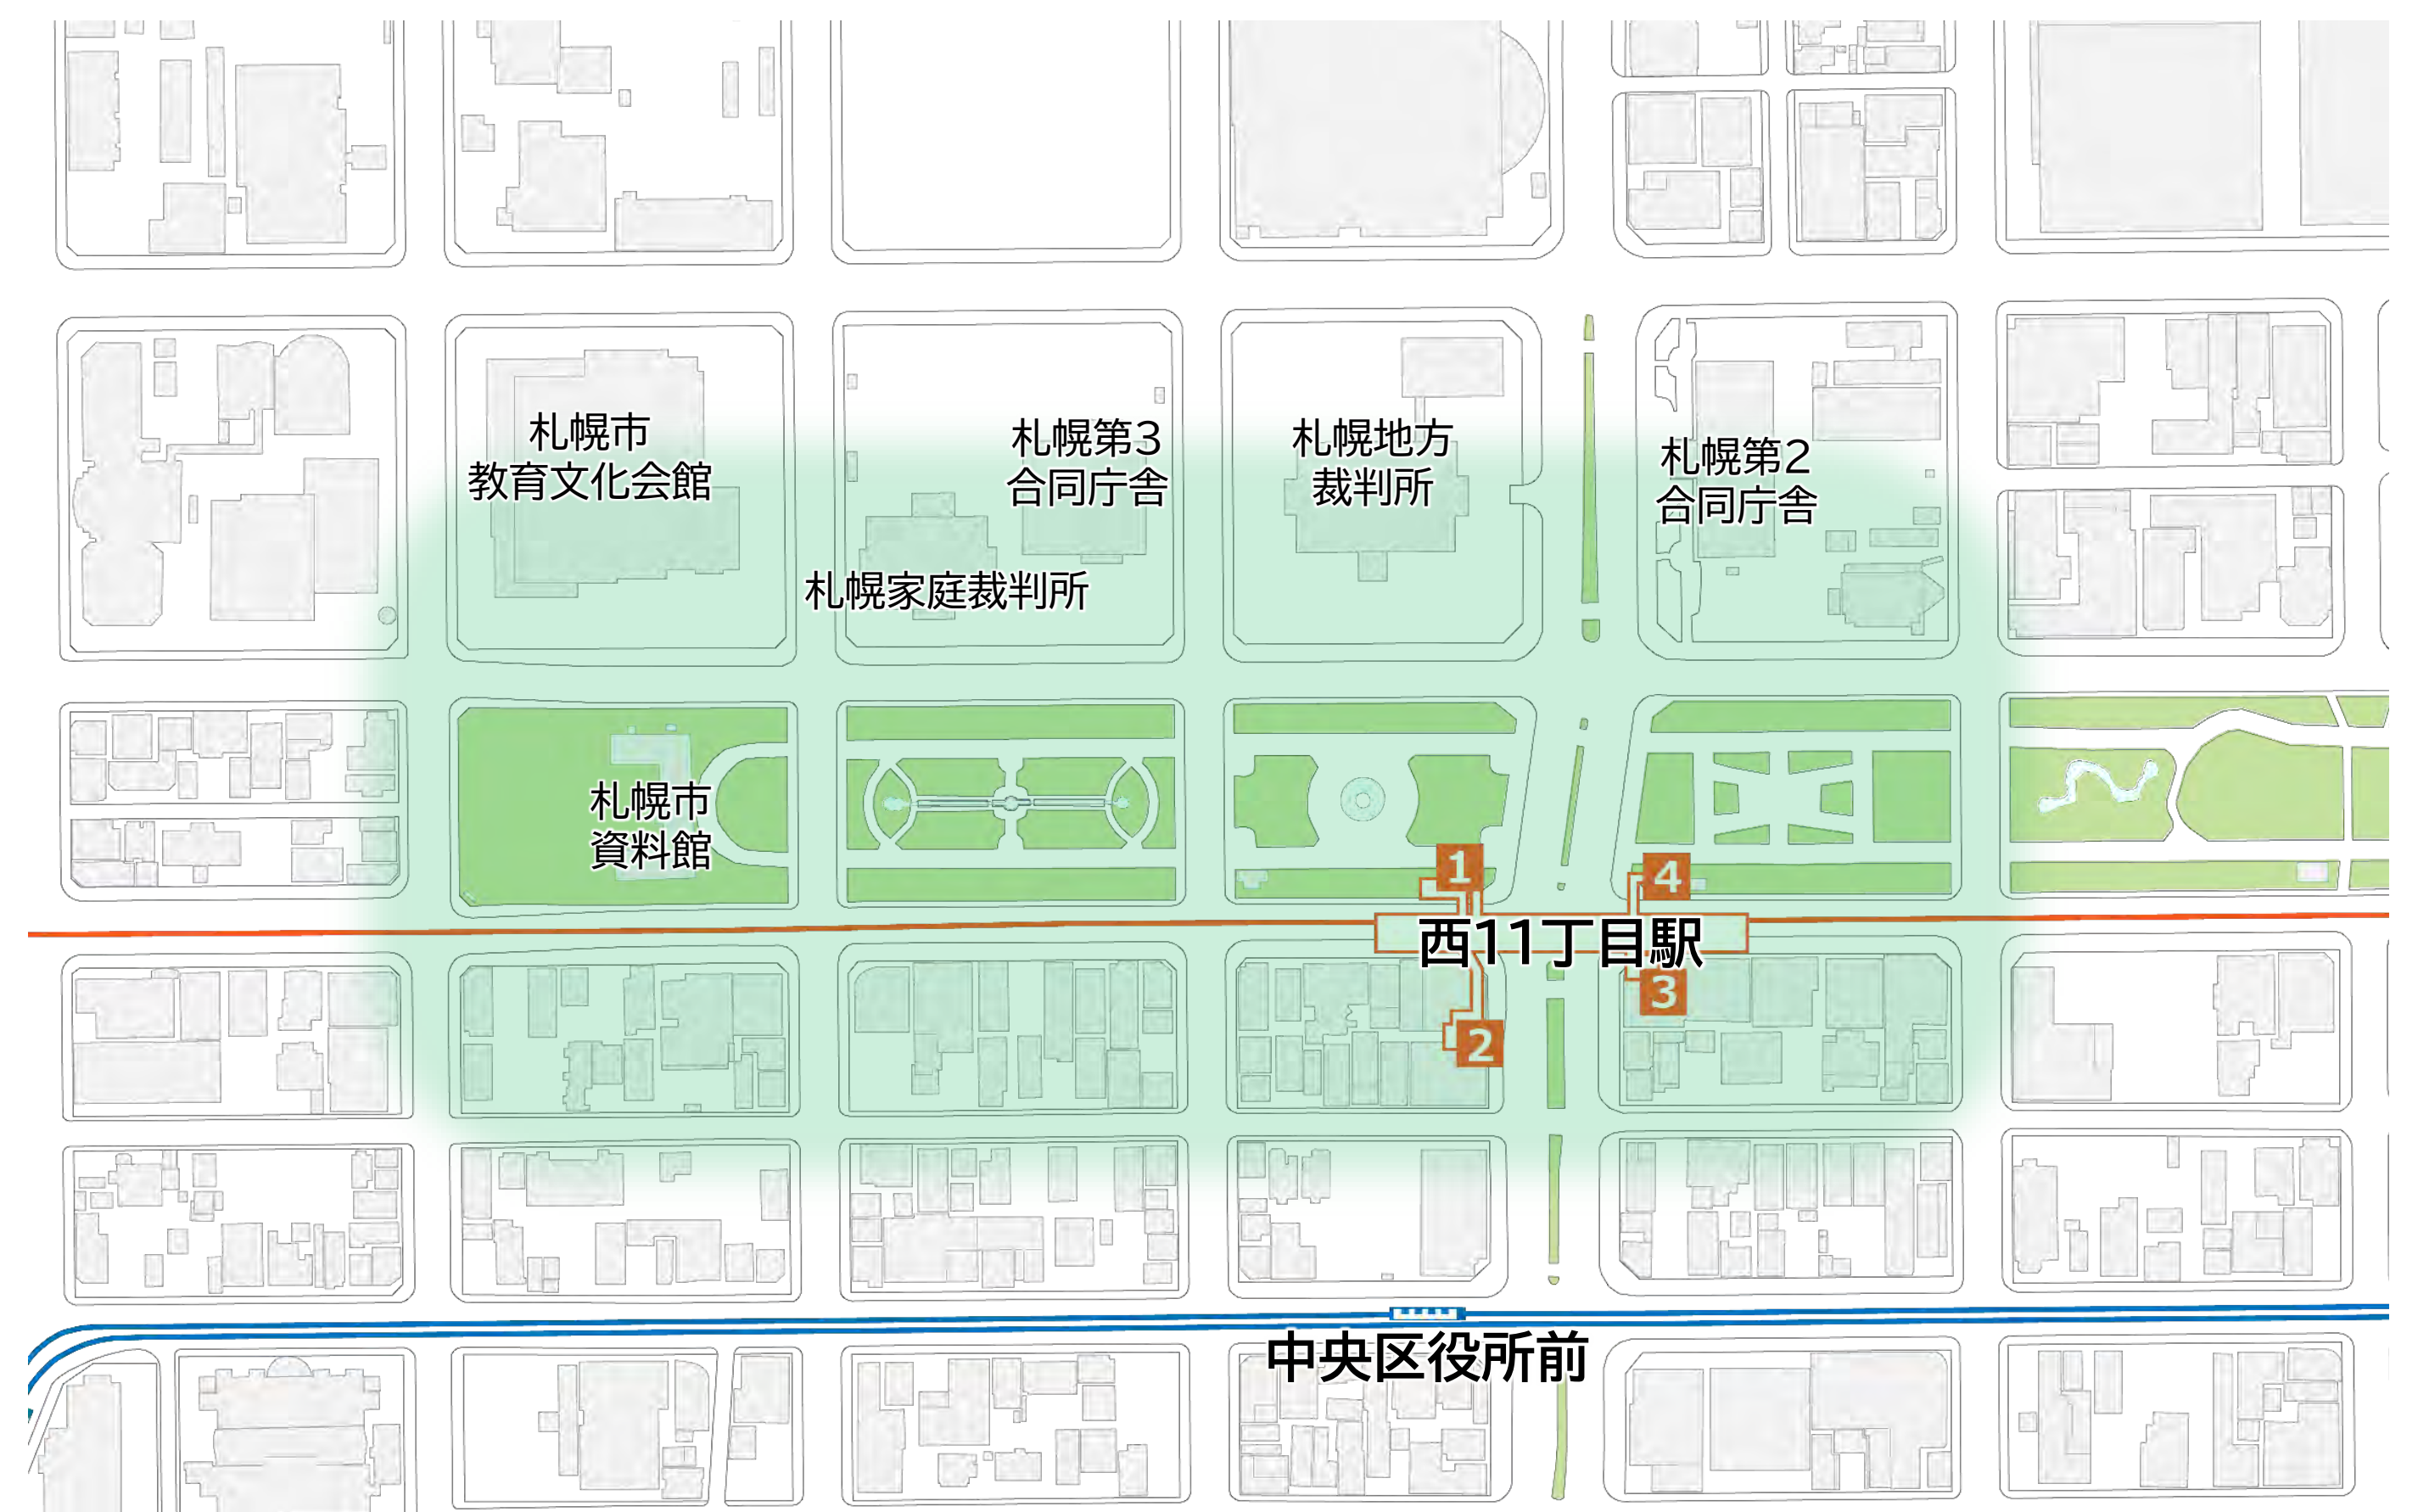 札幌市
教育文化会館
札幌第3
合同庁舎
札幌地方
裁判所
札幌第2
合同庁舎
札幌家庭裁判所
札幌市
資料館
1
4
西11丁目駅
3
2
中央区役所前